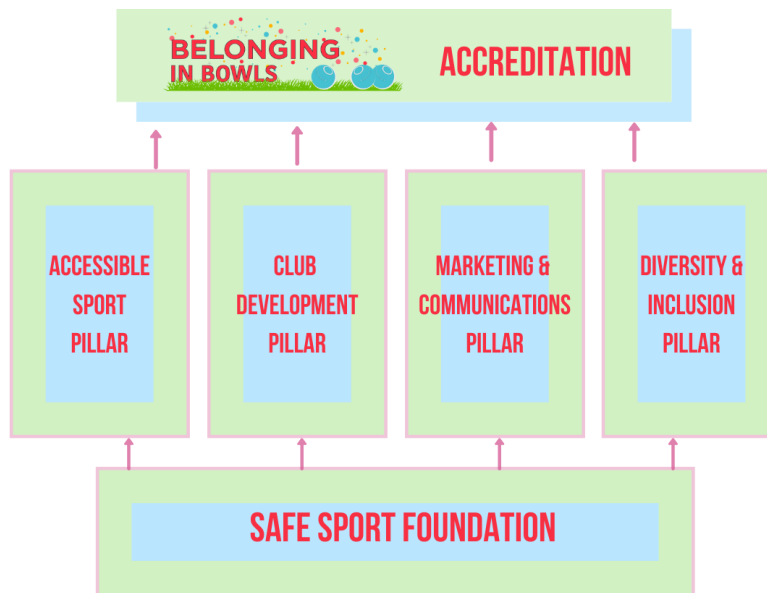 BELONGING
IN BOWLS
ACCREDITATION
ACCESSIBLE
SPORT
PILLAR
CLUB
DEVELOPMENT
PILLAR
MARKETING &
COMMUNICATIONS
PILLAR
DIVERSITY &
INCLUSION
PILLAR
SAFE SPORT FOUNDATION